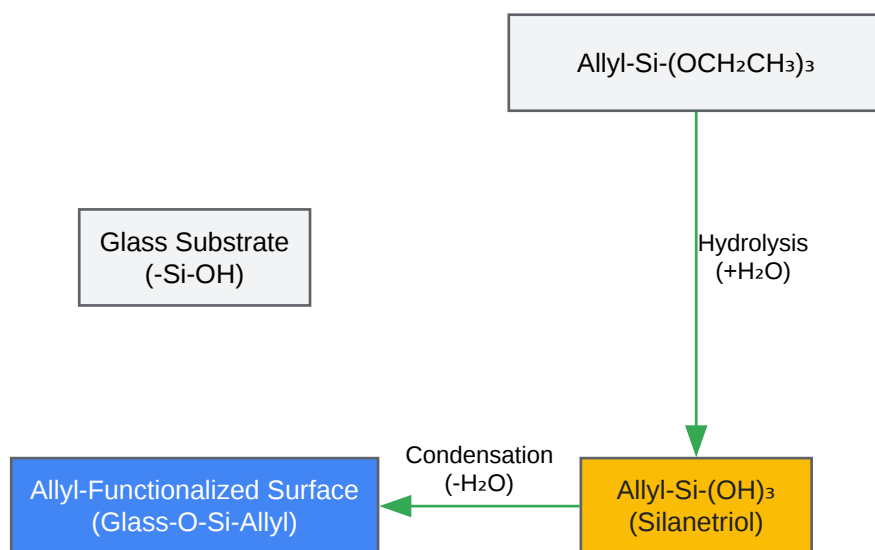 Allyl-Si-(OCH₂CH₃)₃
Glass Substrate
(-Si-OH)
Hydrolysis
(+H₂O)
Condensation
(-H₂O)
Allyl-Functionalized Surface
(Glass-O-Si-Allyl)
Allyl-Si-(OH)₃
(Silanetriol)